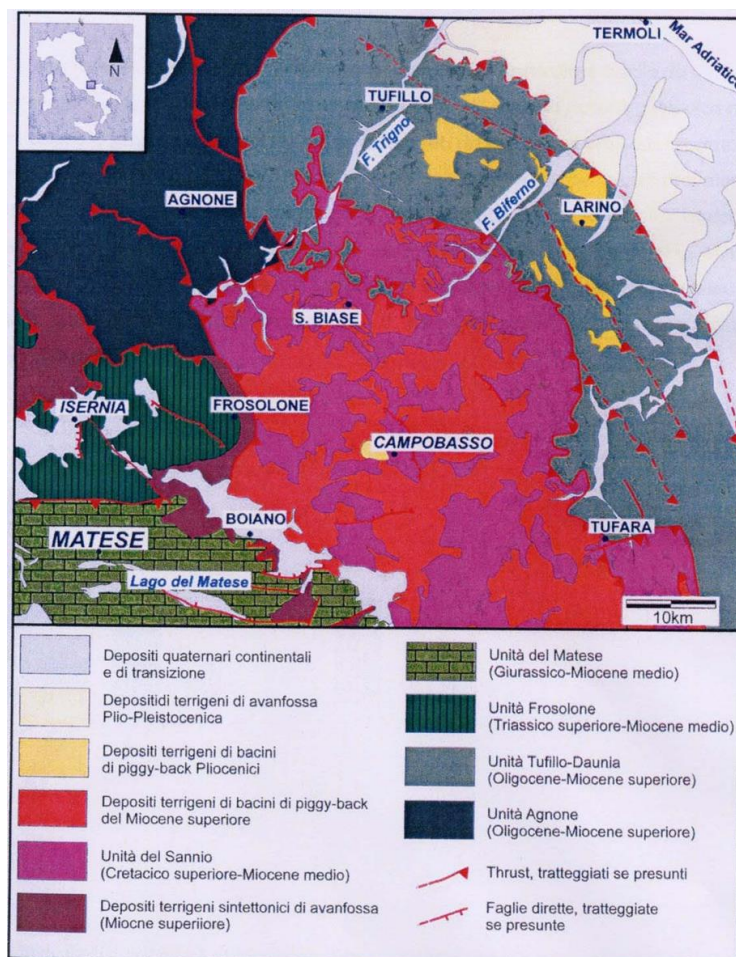 N
TERMOLI
Mar Adriatico
TUFILLO
F. Trigno
AGNONE
F. Biferno
LARINO
S. BIASE
ISERNIA
FROSOLONE
CAMPOBASSO
BOIANO
TUFARA
MATESE
Lago del Matese
10km
Depositi quaternari continentali
e di transizione
Depositidi terrigeni di avanfossa
Plio-Pleistocenica
Depositi terrigeni di bacini
di piggy-back Pliocenici
Depositi terrigeni di bacini di piggy-back
del Miocene superiore
Unità del Sannio
(Cretacico superiore-Miocene medio)
Depositi terrigeni sintettonici di avanfossa
(Miocne superiiore)
Unità del Matese
(Giurassico-Miocene medio)
Unità Frosolone
(Triassico superiore-Miocene medio)
Unità Tufillo-Daunia
(Oligocene-Miocene superiore)
Unità Agnone
(Oligocene-Miocene superiore)
Thrust, tratteggiati se presunti
Faglie dirette, tratteggiate
se presunte